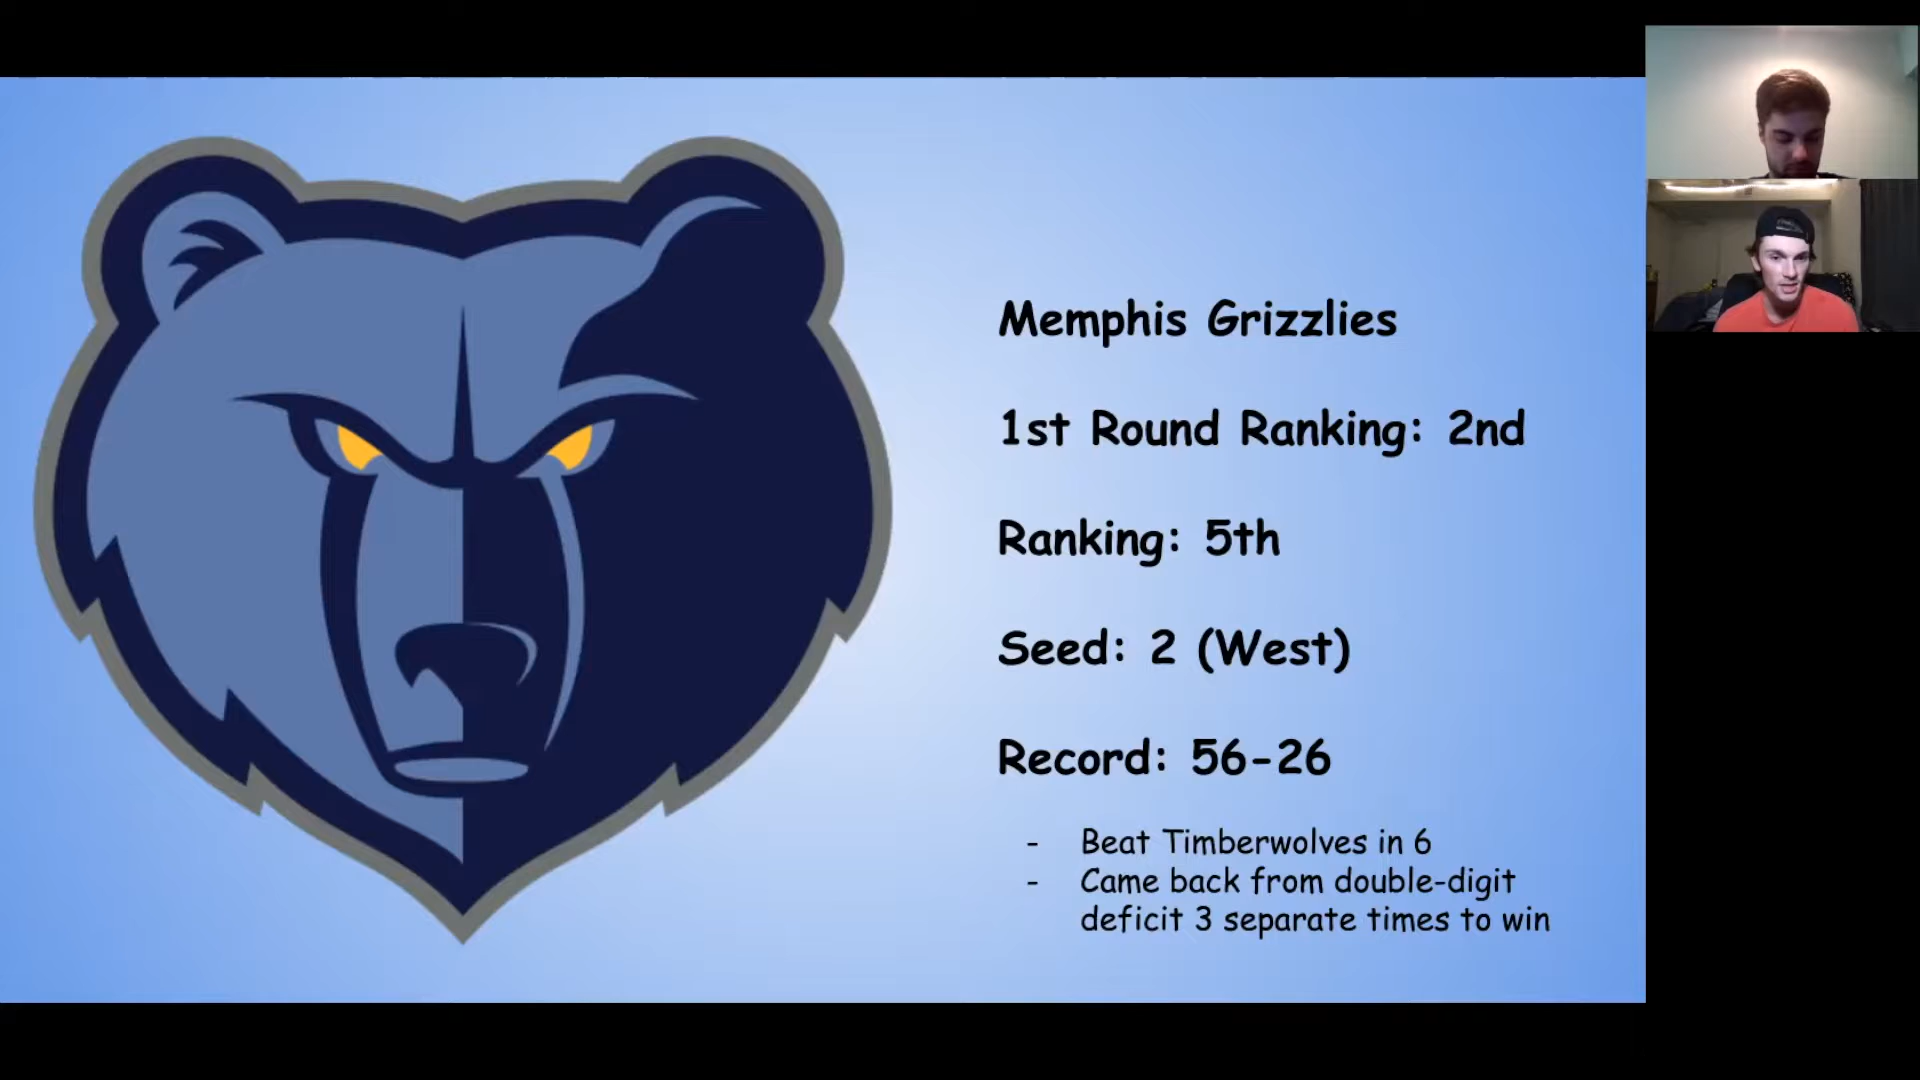 Memphis Grizzlies
1st Round Ranking: 2nd
Ranking: 5th
Seed: 2 (West)
Record: 56-26
- Beat Timberwolves in 6
- Came back from double-digit
deficit 3 separate times to win